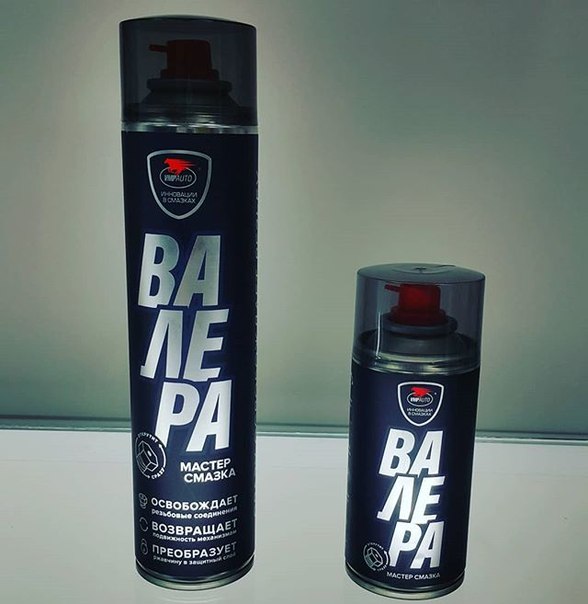 VMPAUTO
ИННОВАЦИИ
В СМАЗКАХ
ВА
ЛЕ
РА
МАСТЕР
СМАЗКА
ОСВОБОЖДАЕТ
резьбовые соединения
ВОЗВРАЩАЕТ
подвижность механизмам
ПРЕОБРАЗУЕТ
ржавчину в защитный слой
VMPAUTO
ИННОВАЦИИ
В СМАЗКАХ
ВА
ЛЕ
РА
МАСТЕР СМАЗКА